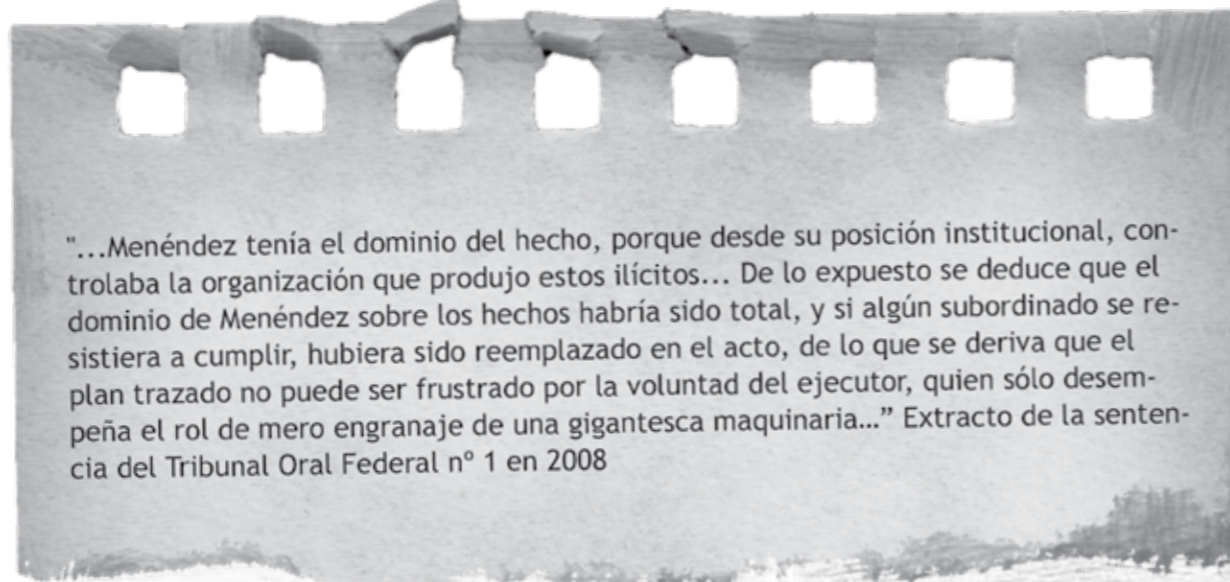 "...Menéndez tenía el dominio del hecho, porque desde su posición institucional, con-
trolaba la organización que produjo estos ilícitos... De lo expuesto se deduce que el
dominio de Menéndez sobre los hechos habría sido total, y si algún subordinado se re-
sistiera a cumplir, hubiera sido reemplazado en el acto, de lo que se deriva que el
plan trazado no puede ser frustrado por la voluntad del ejecutor, quien sólo desem-
peña el rol de mero engranaje de una gigantesca maquinaria...” Extracto de la senten-
cia del Tribunal Oral Federal nº 1 en 2008